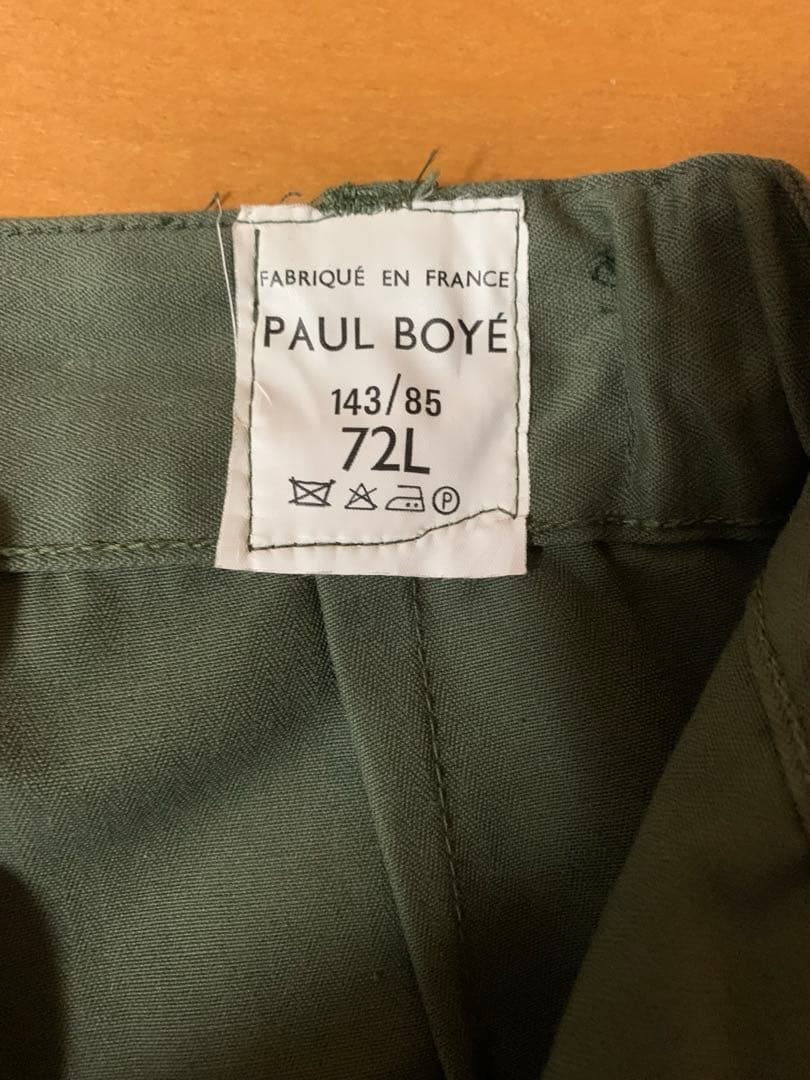 FABRIQUÉ EN FRANCE
PAUL BOYÉ
143/85
72L
P